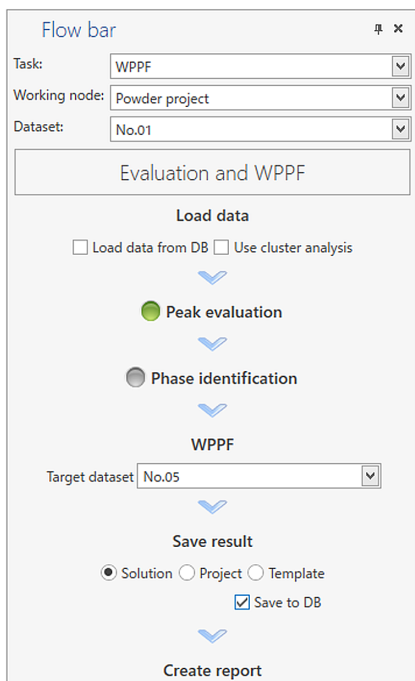 Flow bar
Task: WPPF
Working node: Powder project
Dataset: No.01
Evaluation and WPPF
Load data
Load data from DB Use cluster analysis
Peak evaluation
Phase identification
WPPF
Target dataset No.05
Save result
Solution Project Template
Save to DB
Create report